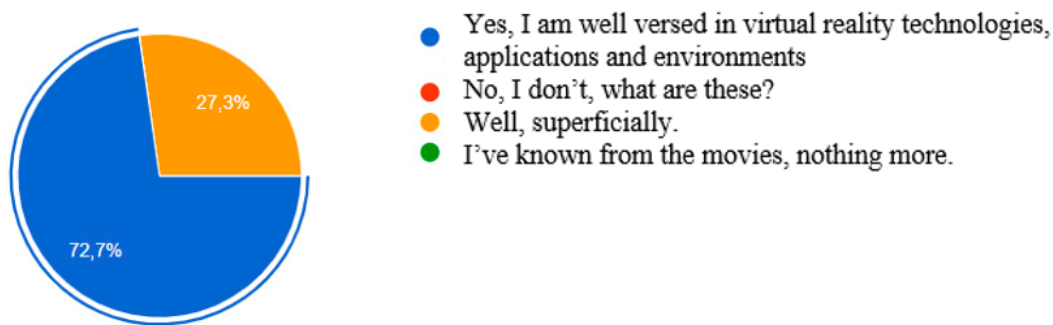 Yes, I am well versed in virtual reality technologies,
applications and environments
No, I don't, what are these?
Well, superficially.
I've known from the movies, nothing more.
27,3%
72,7%